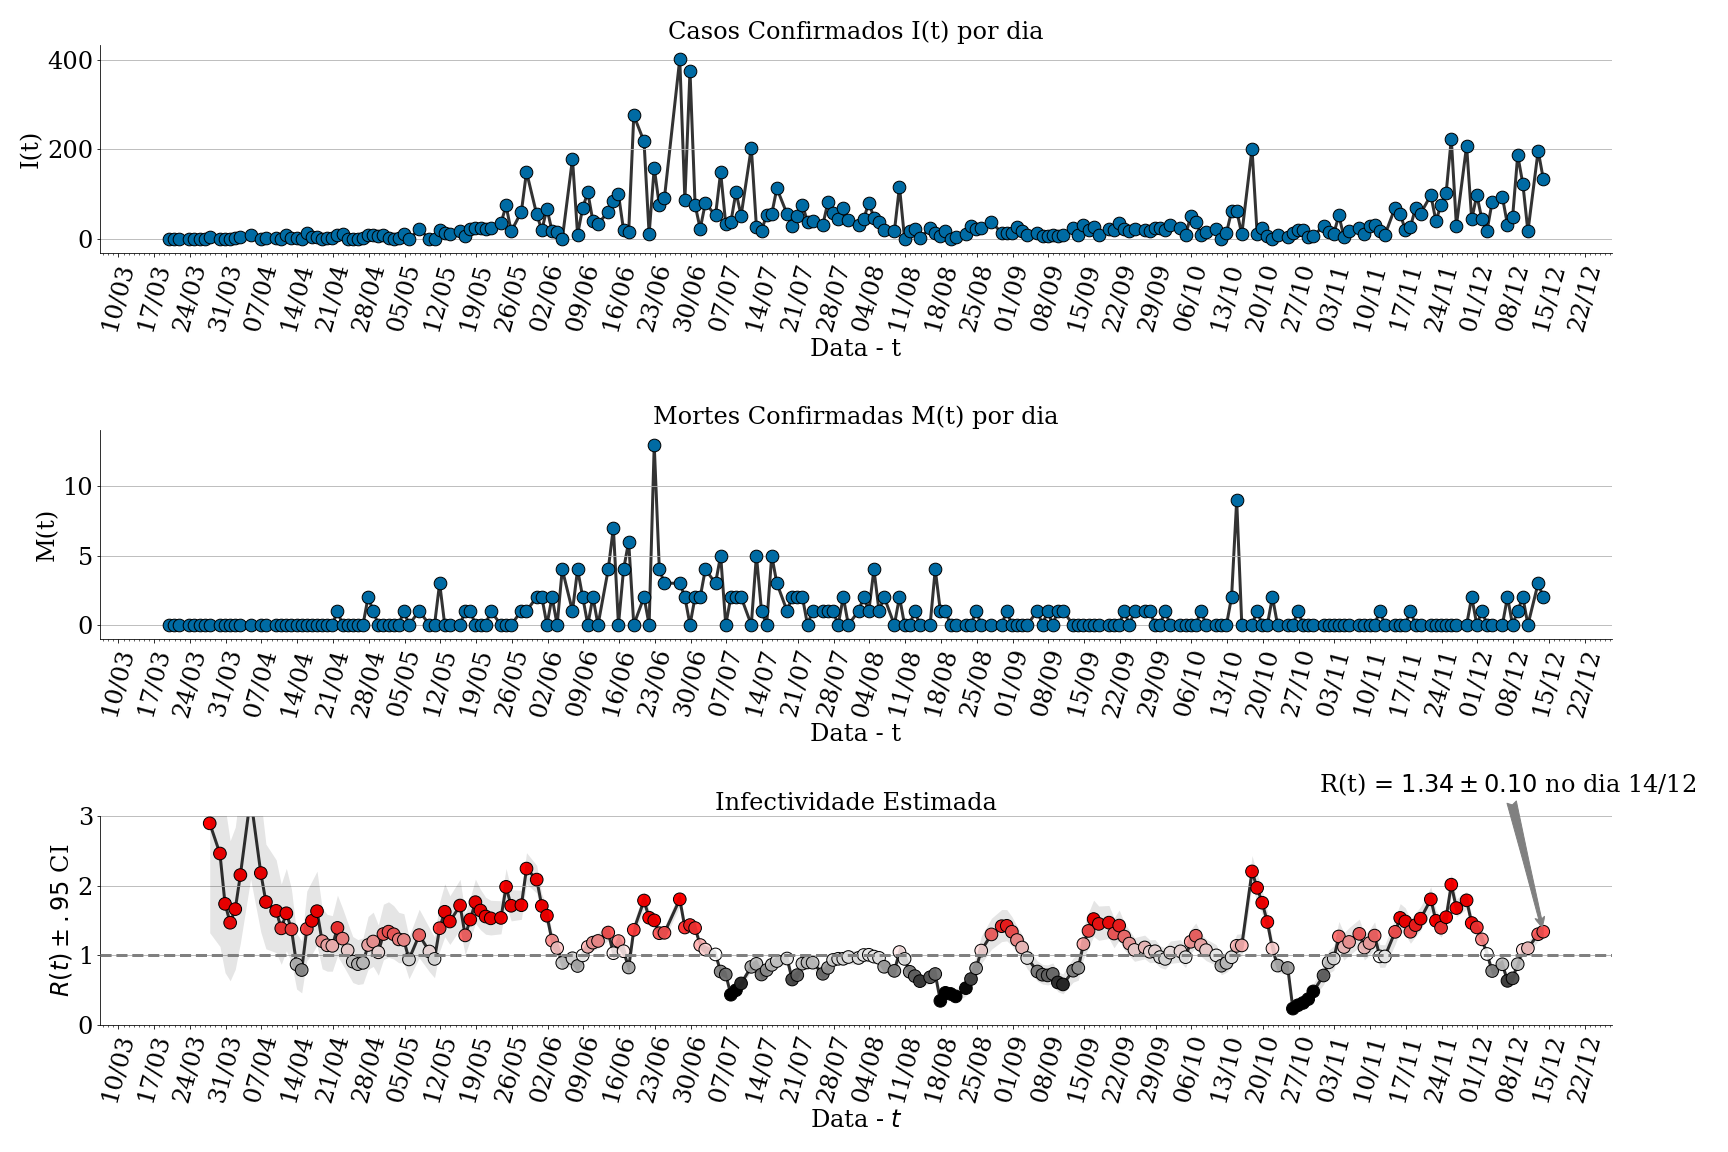 Casos Confirmados I(t) por dia
I(t)
400
200
0
10/03 17/03 24/03 31/03 07/04 14/04 21/04 28/04 05/05 12/05 19/05 26/05 02/06 09/06 16/06 23/06 30/06 07/07 14/07 21/07 28/07 04/08 11/08 18/08 25/08 01/09 08/09 15/09 22/09 29/09 06/10 13/10 20/10 27/10 03/11 10/11 17/11 24/11 01/12 08/12 15/12 22/12
Data - t
Mortes Confirmadas M(t) por dia
M(t)
10
5
0
10/03 17/03 24/03 31/03 07/04 14/04 21/04 28/04 05/05 12/05 19/05 26/05 02/06 09/06 16/06 23/06 30/06 07/07 14/07 21/07 28/07 04/08 11/08 18/08 25/08 01/09 08/09 15/09 22/09 29/09 06/10 13/10 20/10 27/10 03/11 10/11 17/11 24/11 01/12 08/12 15/12 22/12
Data - t
R(t) = 1.34 ± 0.10 no dia 14/12
Infectividade Estimada
R(t) ± .95 CI
3
2
1
0
10/03 17/03 24/03 31/03 07/04 14/04 21/04 28/04 05/05 12/05 19/05 26/05 02/06 09/06 16/06 23/06 30/06 07/07 14/07 21/07 28/07 04/08 11/08 18/08 25/08 01/09 08/09 15/09 22/09 29/09 06/10 13/10 20/10 27/10 03/11 10/11 17/11 24/11 01/12 08/12 15/12 22/12
Data - t